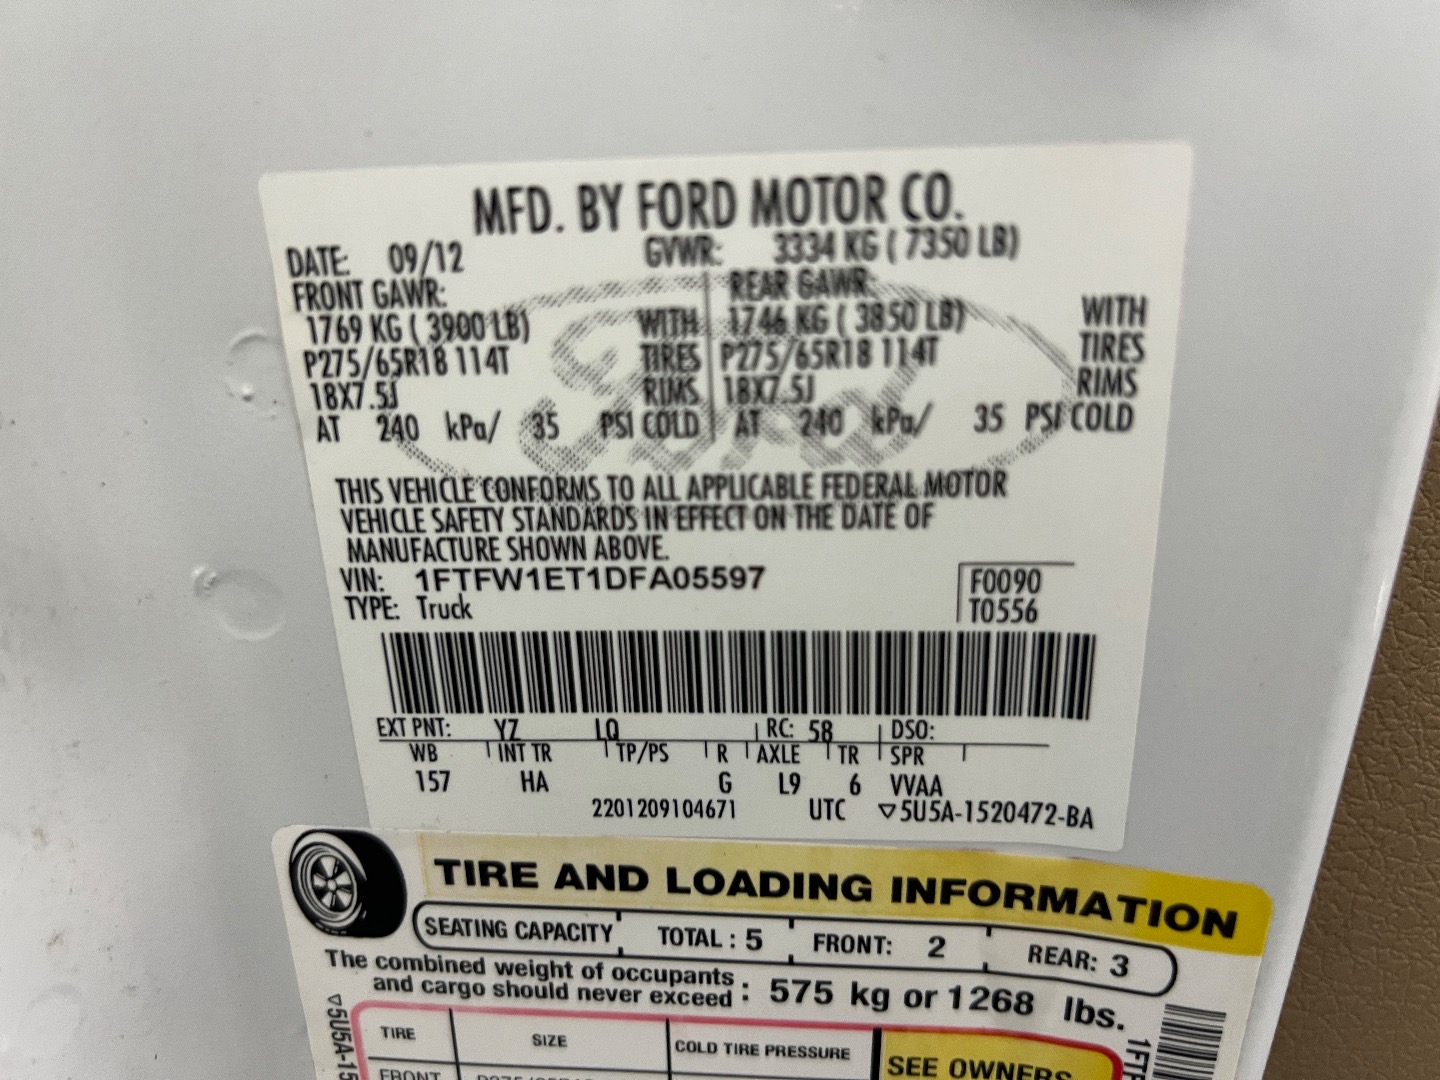 MFD. BY FORD MOTOR CO.
DATE: 09/12 GVWR: 3334 KG ( 7350 LB)
FRONT GAWR: REAR GAWR:
1769 KG ( 3900 LB) WITH 1746 KG ( 3850 LB) WITH
P275/65R18 114T TIRES P275/65R18 114T TIRES
18X7.5J RIMS 18X7.5J RIMS
AT 240 kPa/ 35 PSI COLD AT 240 kPa/ 35 PSI COLD
Ford
THIS VEHICLE CONFORMS TO ALL APPLICABLE FEDERAL MOTOR
VEHICLE SAFETY STANDARDS IN EFFECT ON THE DATE OF
MANUFACTURE SHOWN ABOVE.
VIN: 1FTFW1ET1DFA05597 F0090
TYPE: Truck T0556
EXT PNT: YZ LQ RC: 58 DSO:
WB INT TR TP/PS R AXLE TR SPR
157 HA G L9 6 VVAA
2201209104671 UTC ▽5U5A-1520472-BA
TIRE AND LOADING INFORMATION
SEATING CAPACITY TOTAL : 5 FRONT: 2 REAR: 3
The combined weight of occupants
and cargo should never exceed : 575 kg or 1268 lbs.
TIRE SIZE COLD TIRE PRESSURE SEE OWNERS
FRONT
▽5U5A-15
1FTF